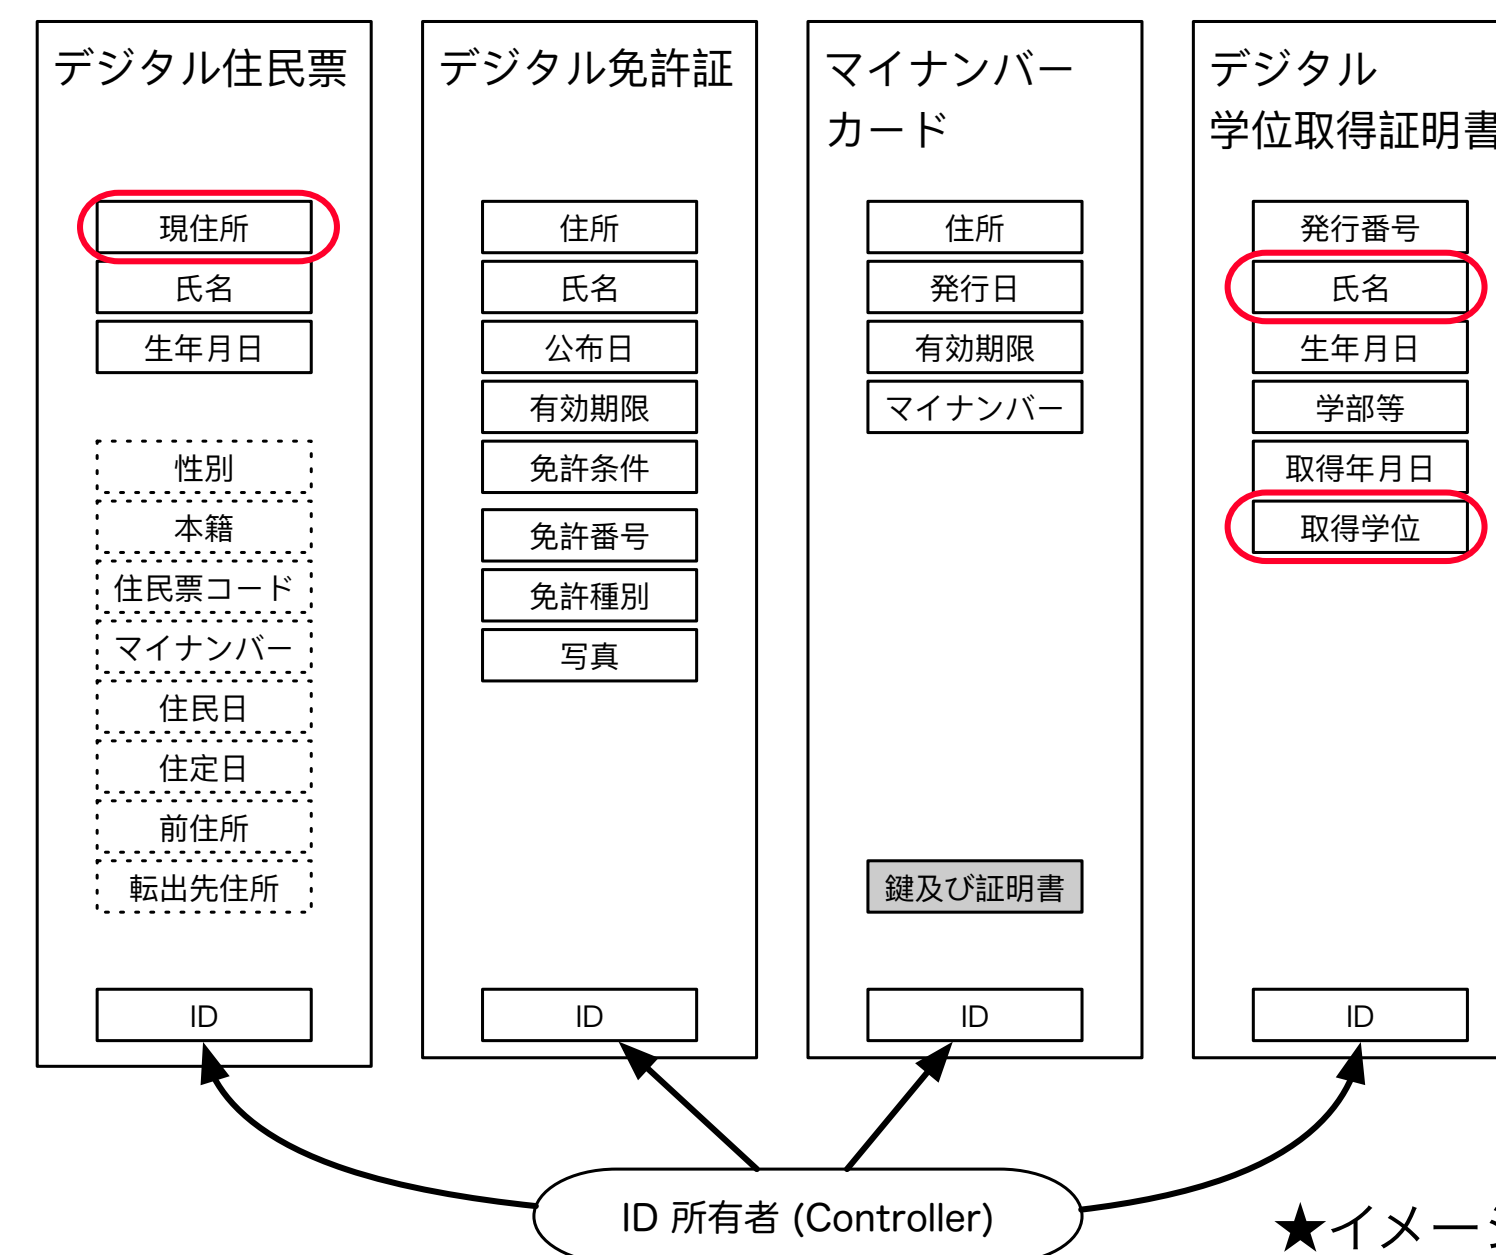 デジタル住民票
現住所
氏名
生年月日
性別
本籍
住民票コード
マイナンバー
住民日
住定日
前住所
転出先住所
ID
デジタル免許証
住所
氏名
公布日
有効期限
免許条件
免許番号
免許種別
写真
ID
マイナンバー
カード
住所
発行日
有効期限
マイナンバー
鍵及び証明書
ID
デジタル
学位取得証明書
発行番号
氏名
生年月日
学部等
取得年月日
取得学位
ID
ID 所有者 (Controller)
★イメージ